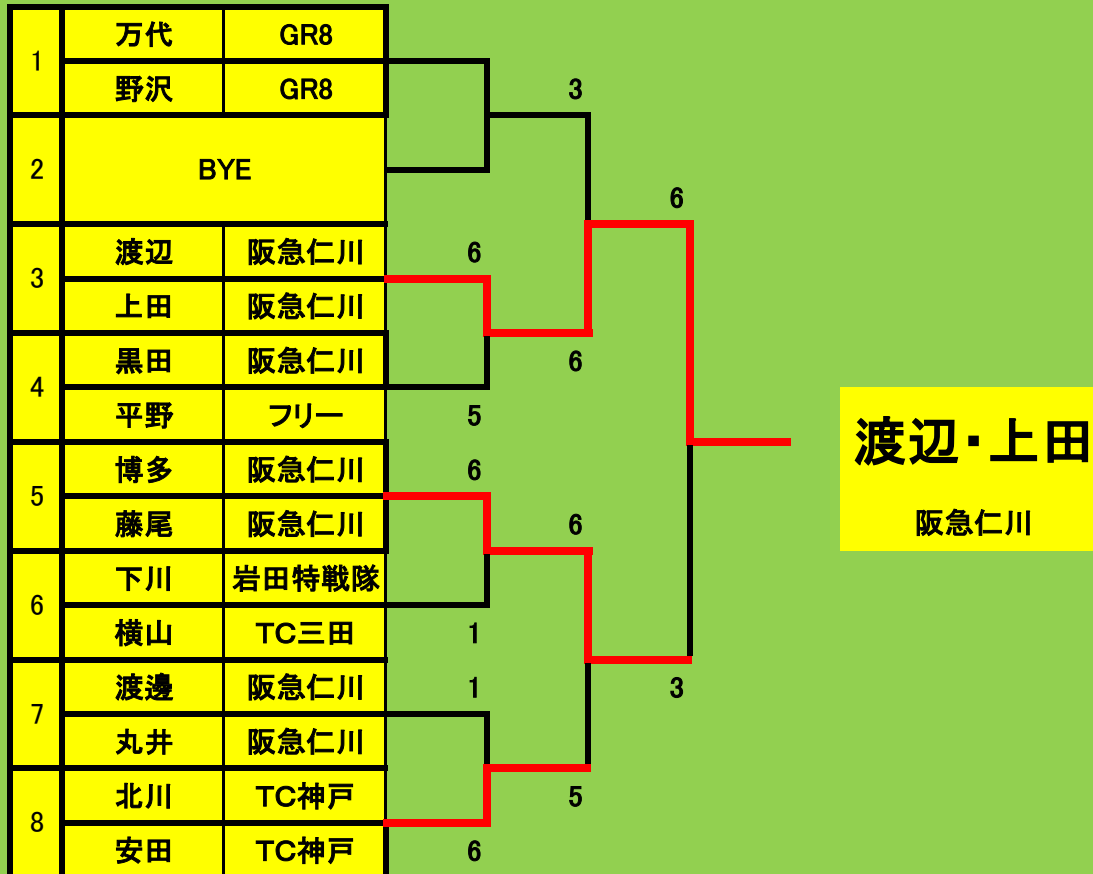 1
万代 GR8
野沢 GR8
3
2
BYE
6
3
渡辺 阪急仁川
6
上田 阪急仁川
4
黒田 阪急仁川
6
平野 フリー
5
渡辺・上田
阪急仁川
5
博多 阪急仁川
6
藤尾 阪急仁川
6
6
下川 岩田特戦隊
横山 TC三田
1
7
渡邊 阪急仁川
1
3
丸井 阪急仁川
8
北川 TC神戸
5
安田 TC神戸
6